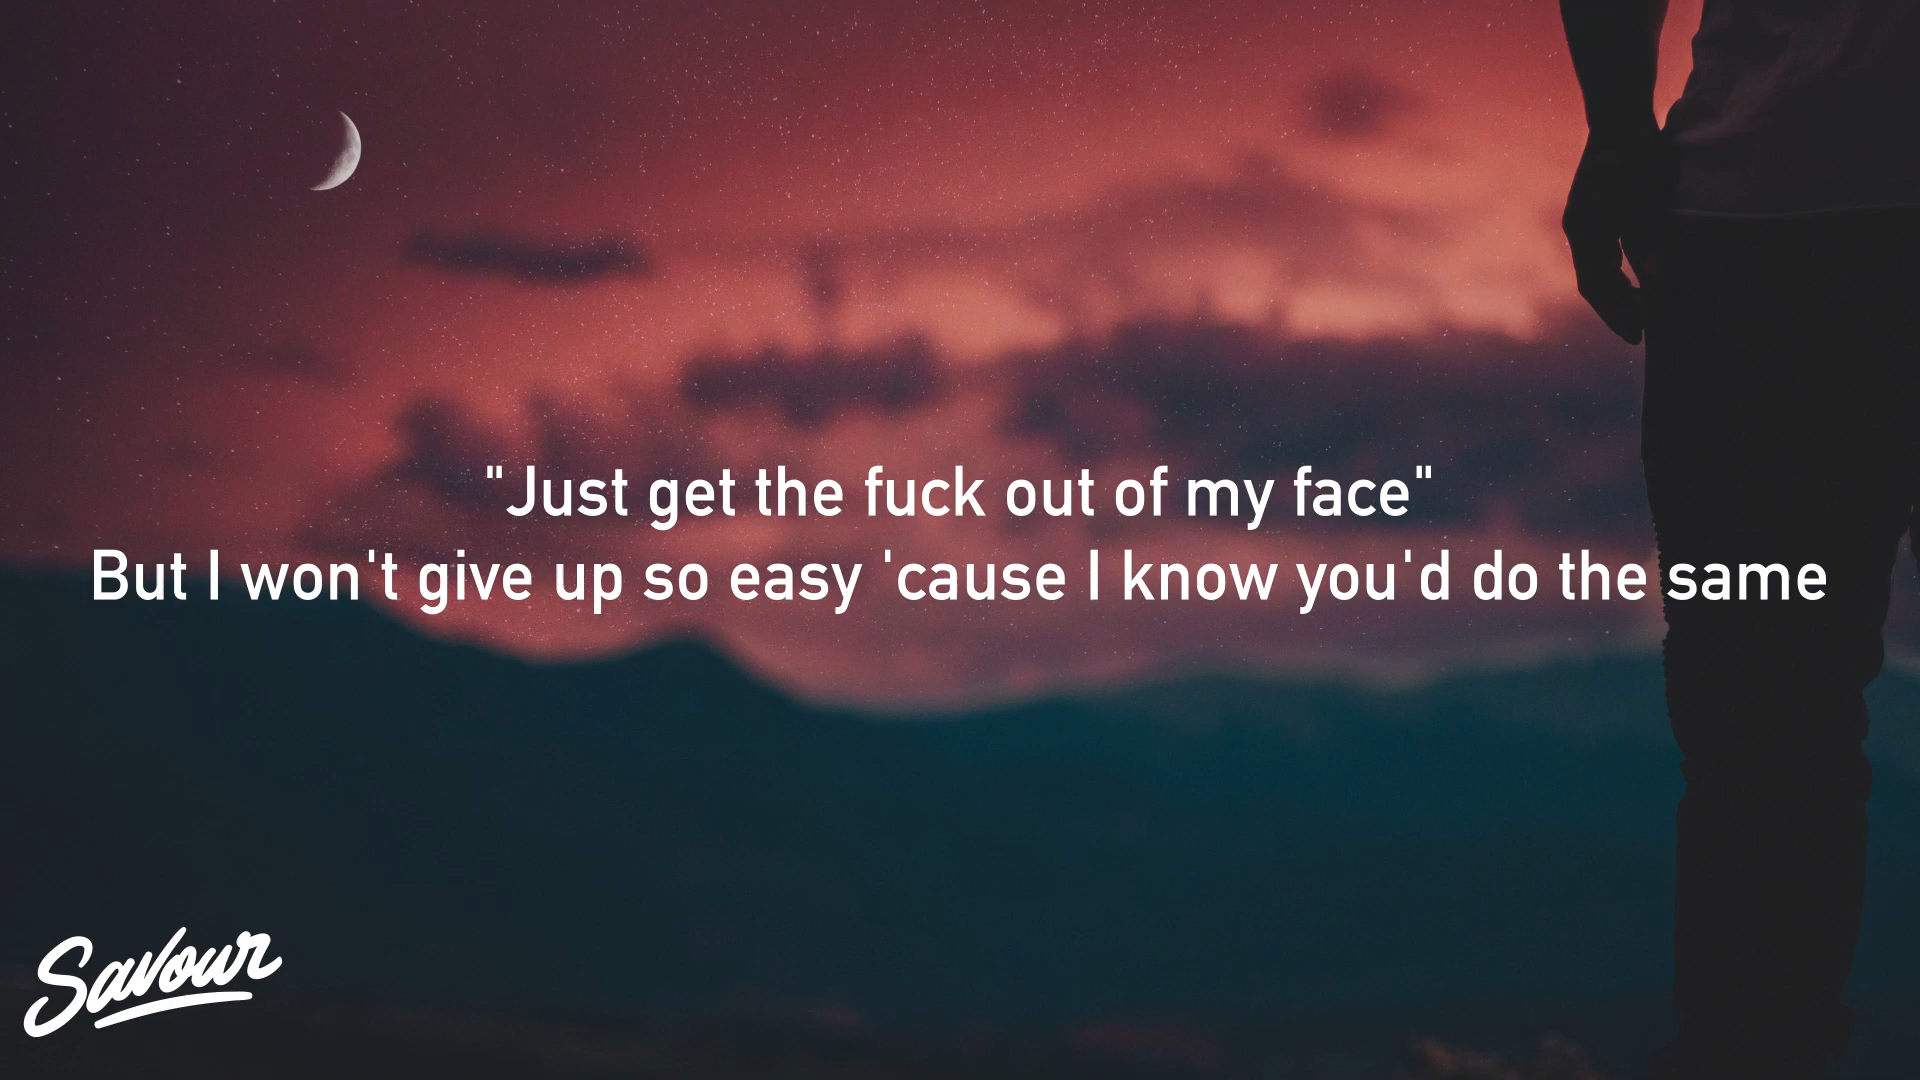 "Just get the fuck out of my face"
But I won't give up so easy 'cause I know you'd do the same
Savour